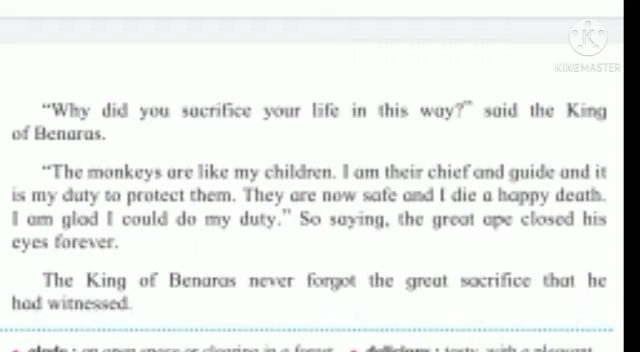 KINEMASTER
“Why did you sacrifice your life in this way?” said the King
of Benaras.
“The monkeys are like my children. I am their chief and guide and it
is my duty to protect them. They are now safe and I die a happy death.
I am glad I could do my duty.” So saying, the great ape closed his
eyes forever.
The King of Benaras never forgot the great sacrifice that he
had witnessed.